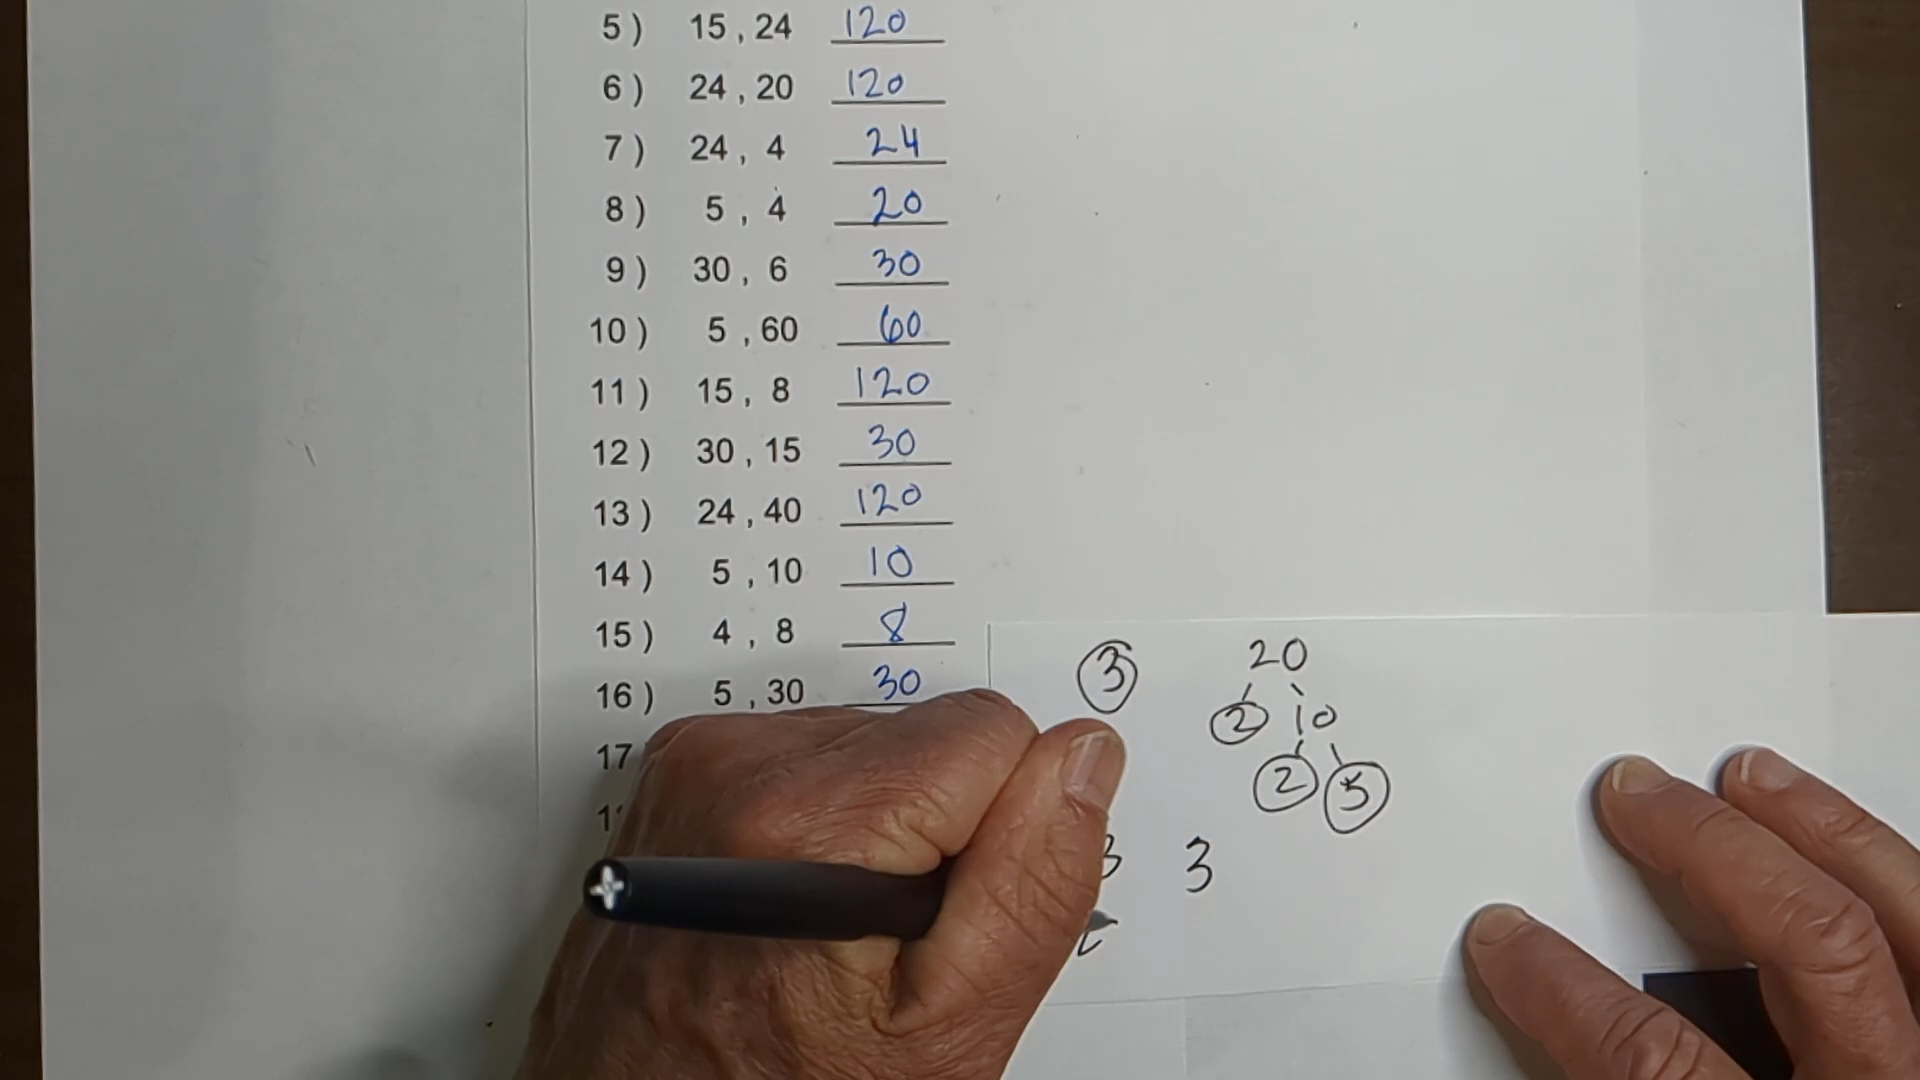 5 ) 15 , 24 120
6 ) 24 , 20 120
7 ) 24 , 4 24
8 ) 5 , 4 20
9 ) 30 , 6 30
10 ) 5 , 60 60
11 ) 15 , 8 120
12 ) 30 , 15 30
13 ) 24 , 40 120
14 ) 5 , 10 10
15 ) 4 , 8 8
16 ) 5 , 30 30
17
3 20
2 10
2 5
3 3